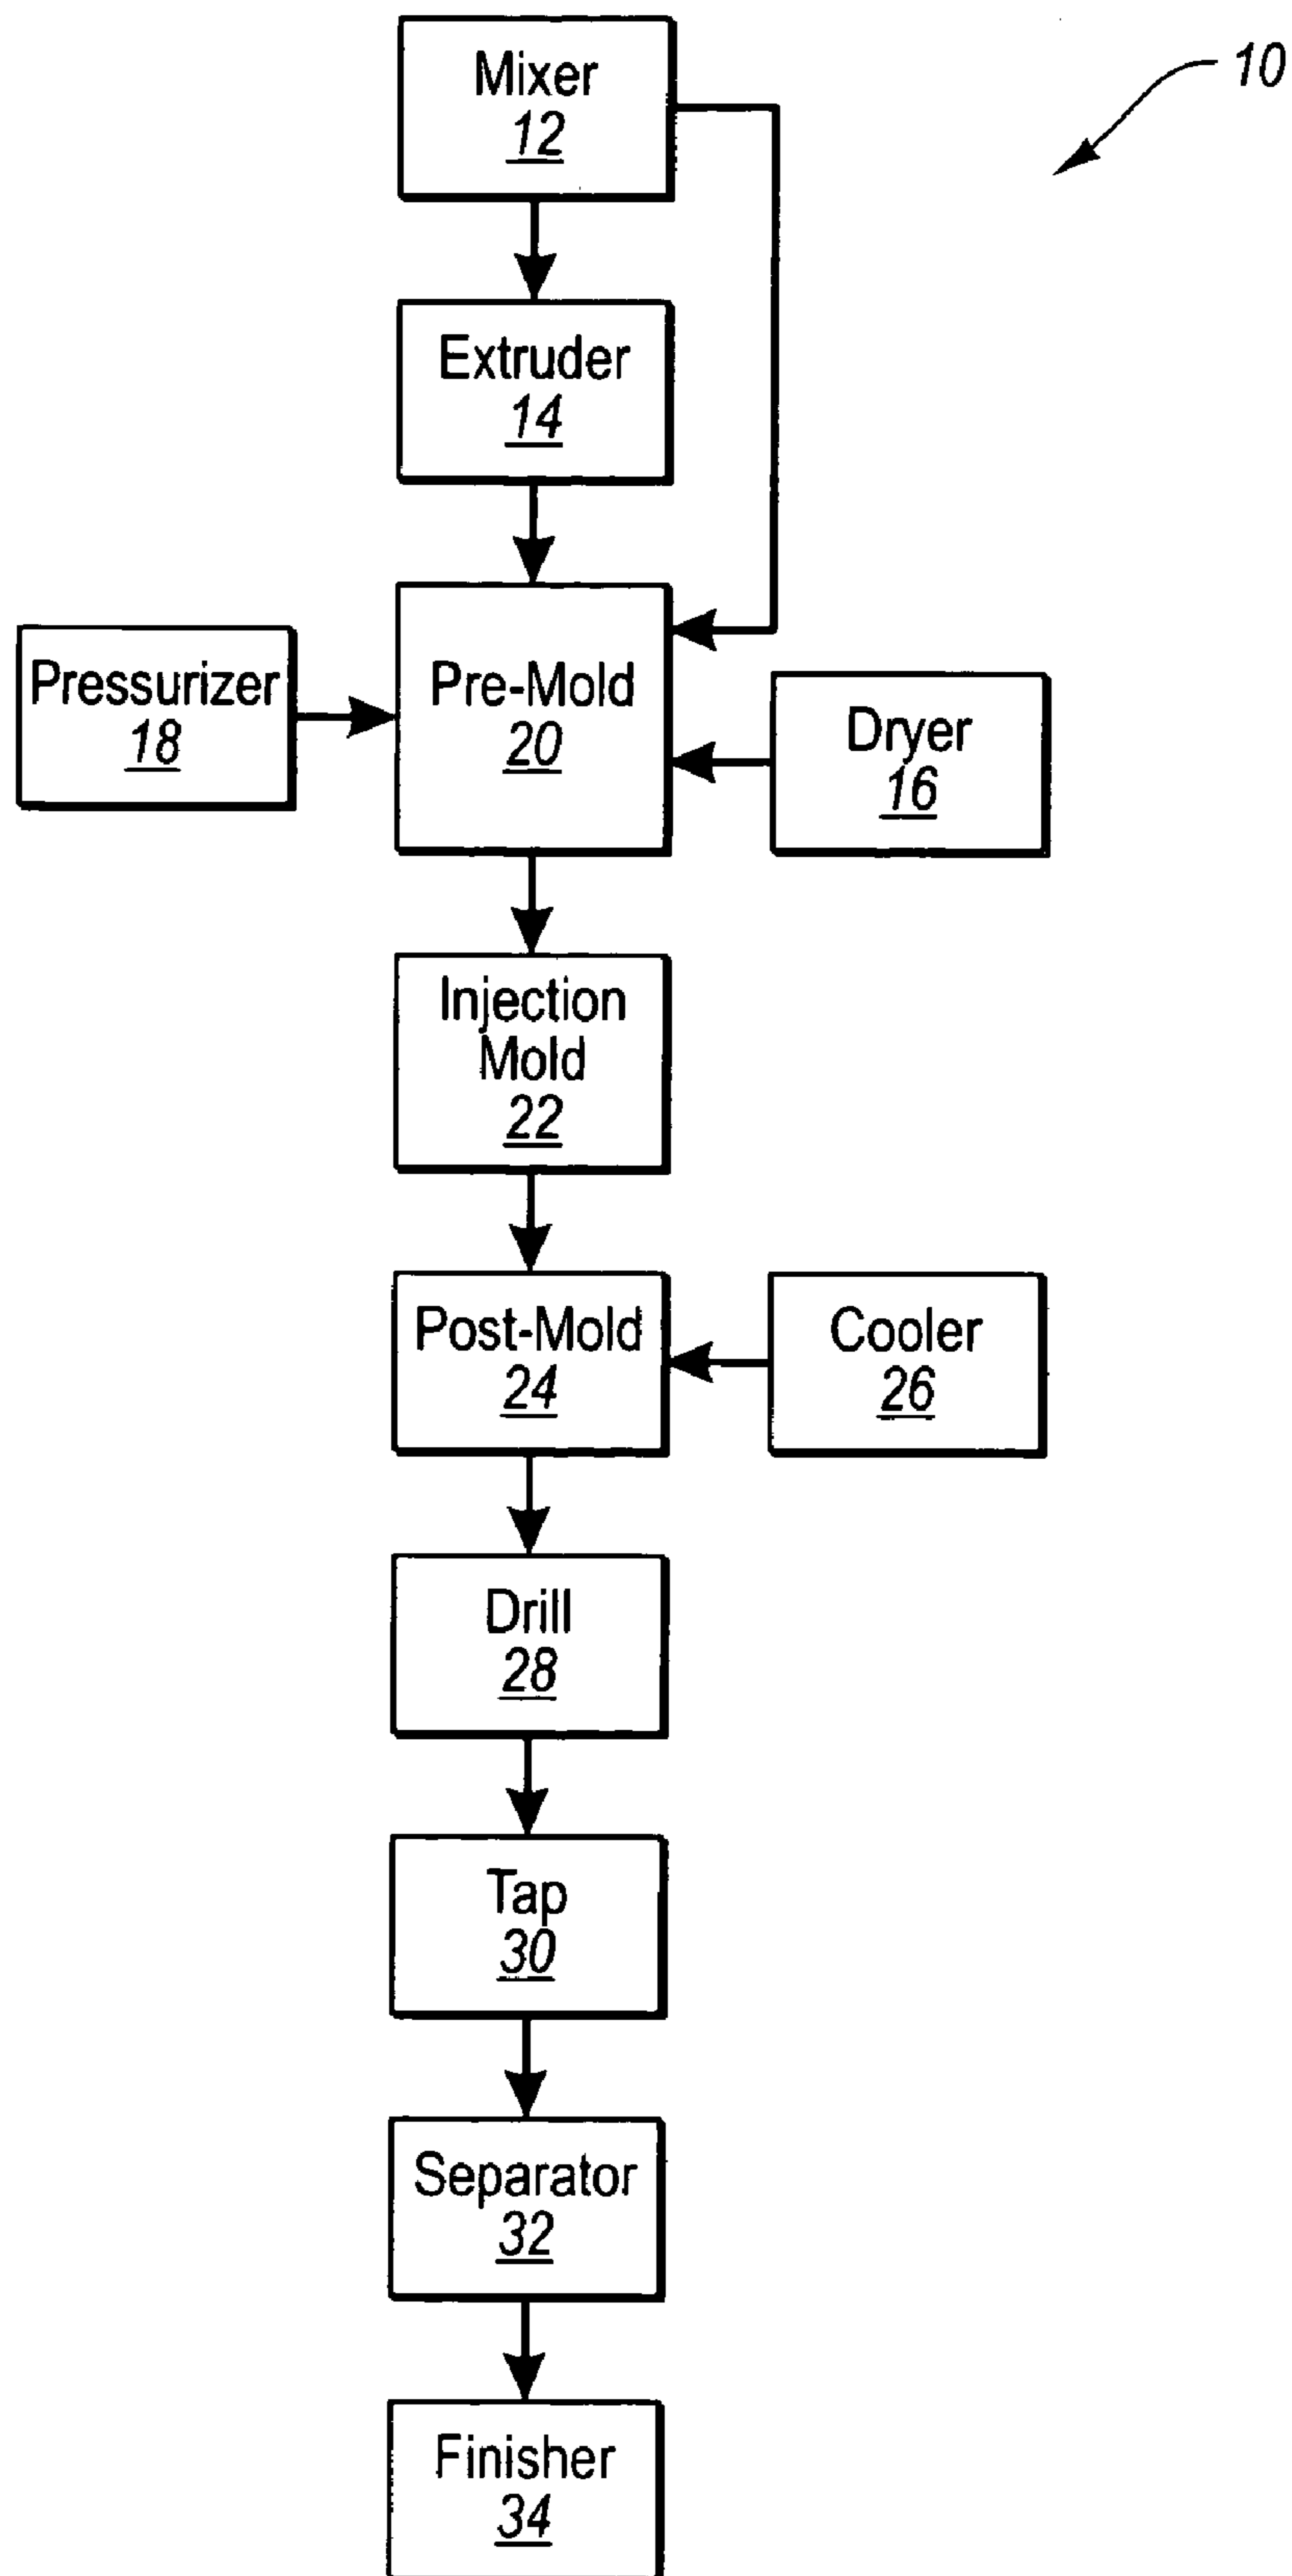 10
Mixer
12
Extruder
14
Pressurizer
18
Pre-Mold
20
Dryer
16
Injection
Mold
22
Post-Mold
24
Cooler
26
Drill
28
Tap
30
Separator
32
Finisher
34